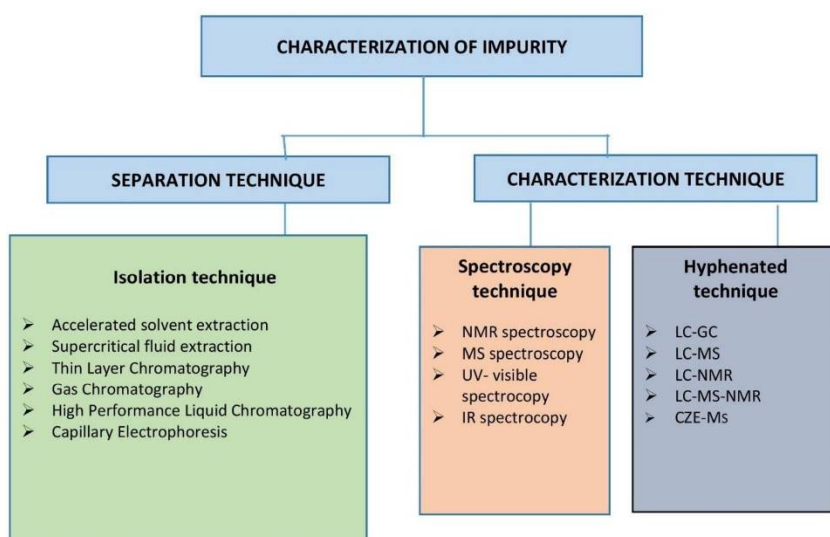 CHARACTERIZATION OF IMPURITY
SEPARATION TECHNIQUE
CHARACTERIZATION TECHNIQUE
Isolation technique
➢ Accelerated solvent extraction
➢ Supercritical fluid extraction
➢ Thin Layer Chromatography
➢ Gas Chromatography
➢ High Performance Liquid Chromatography
➢ Capillary Electrophoresis
Spectroscopy
technique
➢ NMR spectroscopy
➢ MS spectroscopy
➢ UV- visible
spectrocopy
➢ IR spectrocopy
Hyphenated
technique
➢ LC-GC
➢ LC-MS
➢ LC-NMR
➢ LC-MS-NMR
➢ CZE-Ms